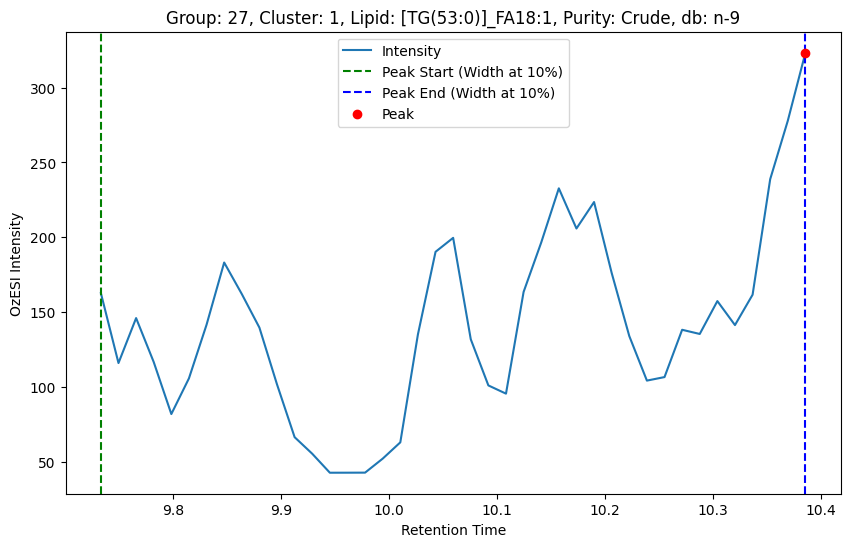 Group: 27, Cluster: 1, Lipid: [TG(53:0)]_FA18:1, Purity: Crude, db: n-9
Intensity
Peak Start (Width at 10%)
Peak End (Width at 10%)
Peak
OzESI Intensity
300
250
200
150
100
50
9.8
9.9
10.0
10.1
10.2
10.3
10.4
Retention Time